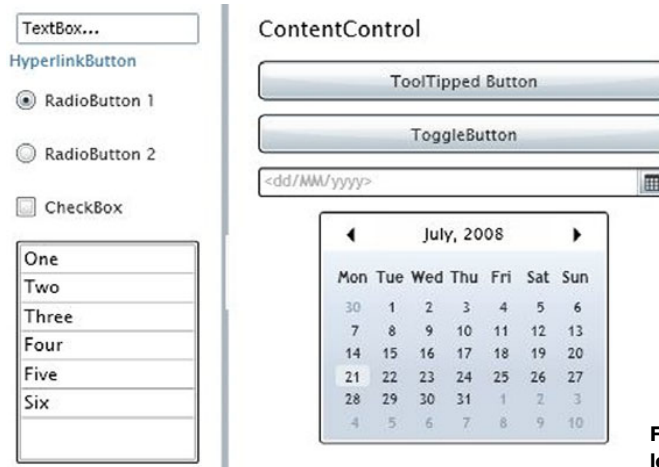 TextBox...
HyperlinkButton
RadioButton 1
RadioButton 2
CheckBox
One
Two
Three
Four
Five
Six
ContentControl
ToolTipped Button
ToggleButton
<dd/MM/yyyy>
July, 2008
Mon Tue Wed Thu Fri Sat Sun
30 1 2 3 4 5 6
7 8 9 10 11 12 13
14 15 16 17 18 19 20
21 22 23 24 25 26 27
28 29 30 31 1 2 3
4 5 6 7 8 9 10